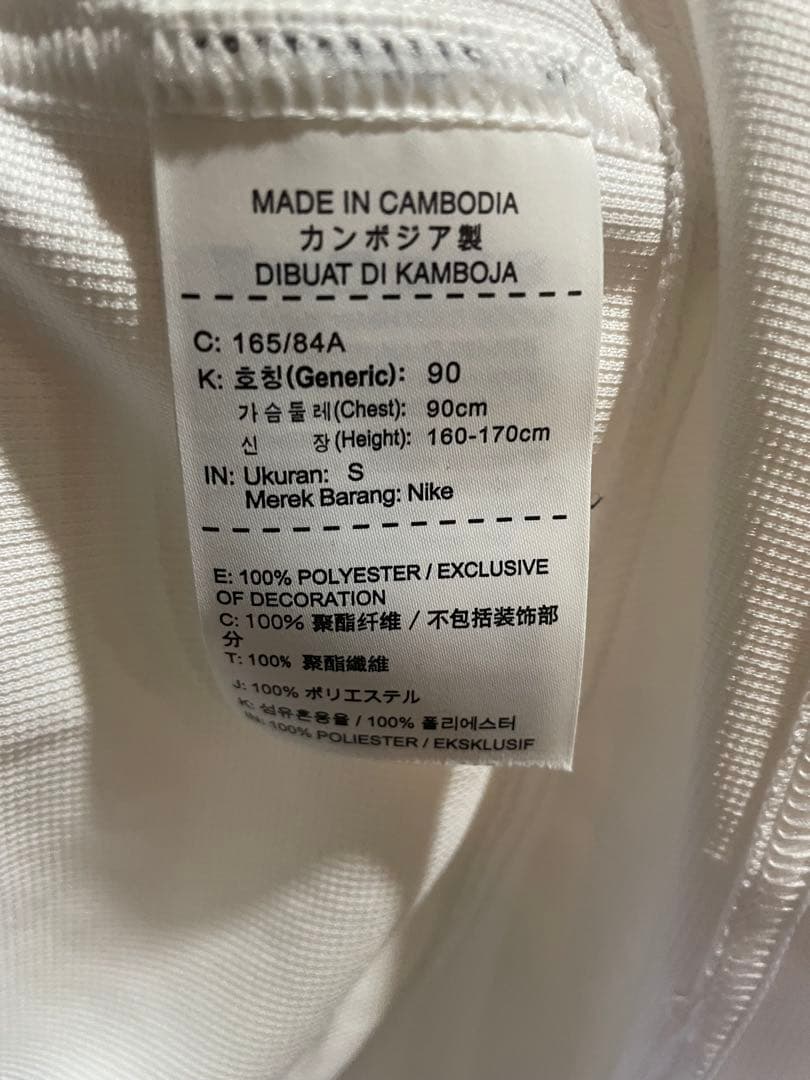 MADE IN CAMBODIA
カンボジア製
DIBUAT DI KAMBOJA
C: 165/84A
K: 호칭(Generic): 90
가슴둘레(Chest): 90cm
신 장(Height): 160-170cm
IN: Ukuran: S
Merek Barang: Nike
E: 100% POLYESTER / EXCLUSIVE
OF DECORATION
C: 100% 聚酯纤维 / 不包括装饰部
分
T: 100% 聚酯纖維
J: 100% ポリエステル
K: 섬유혼용율 / 100% 폴리에스터
IN: 100% POLIESTER / EKSKLUSIF